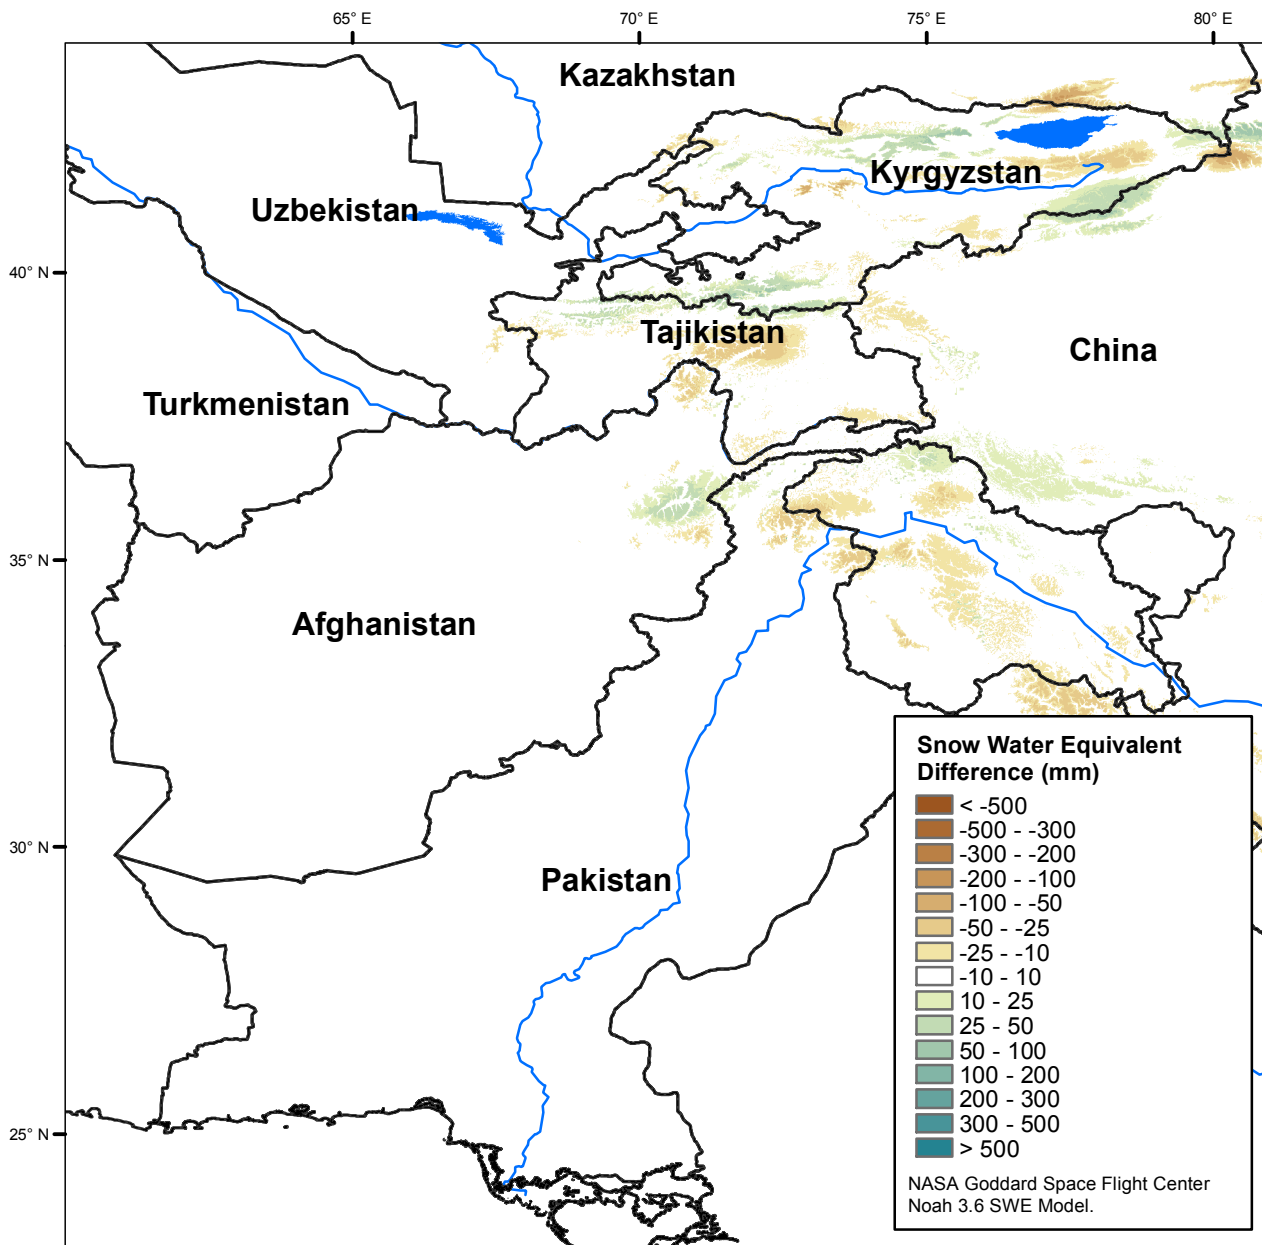 65° E
70° E
75° E
80° E
Kazakhstan
Kyrgyzstan
Uzbekistan
40° N
Tajikistan
China
Turkmenistan
35° N
Afghanistan
Snow Water Equivalent
Difference (mm)
< -500
-500 - -300
-300 - -200
-200 - -100
-100 - -50
-50 - -25
-25 - -10
-10 - 10
10 - 25
25 - 50
50 - 100
100 - 200
200 - 300
300 - 500
> 500
30° N
Pakistan
25° N
NASA Goddard Space Flight Center
Noah 3.6 SWE Model.